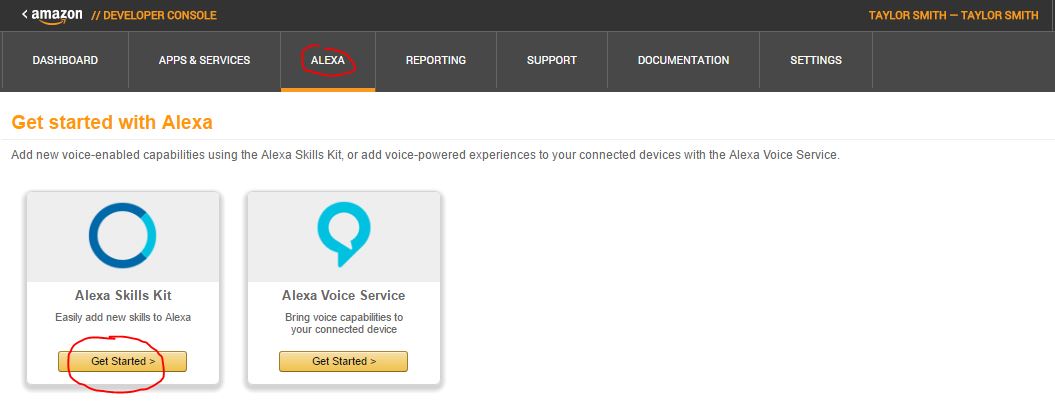 < amazon // DEVELOPER CONSOLE
TAYLOR SMITH — TAYLOR SMITH
DASHBOARD
APPS & SERVICES
ALEXA
REPORTING
SUPPORT
DOCUMENTATION
SETTINGS
Get started with Alexa
Add new voice-enabled capabilities using the Alexa Skills Kit, or add voice-powered experiences to your connected devices with the Alexa Voice Service.
Alexa Skills Kit
Easily add new skills to Alexa
Get Started >
Alexa Voice Service
Bring voice capabilities to
your connected device
Get Started >